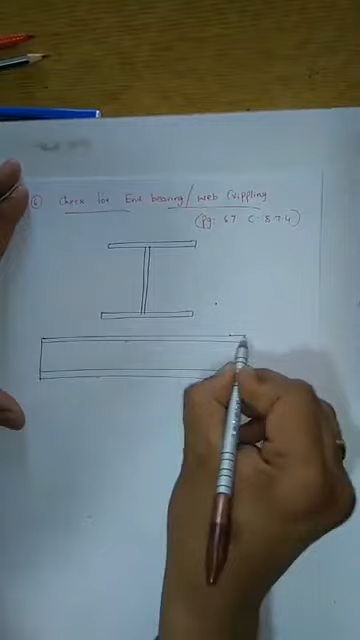 ⑥ Check for End bearing/ Web Crippling
(Pg: 67 C. 8.7.4)